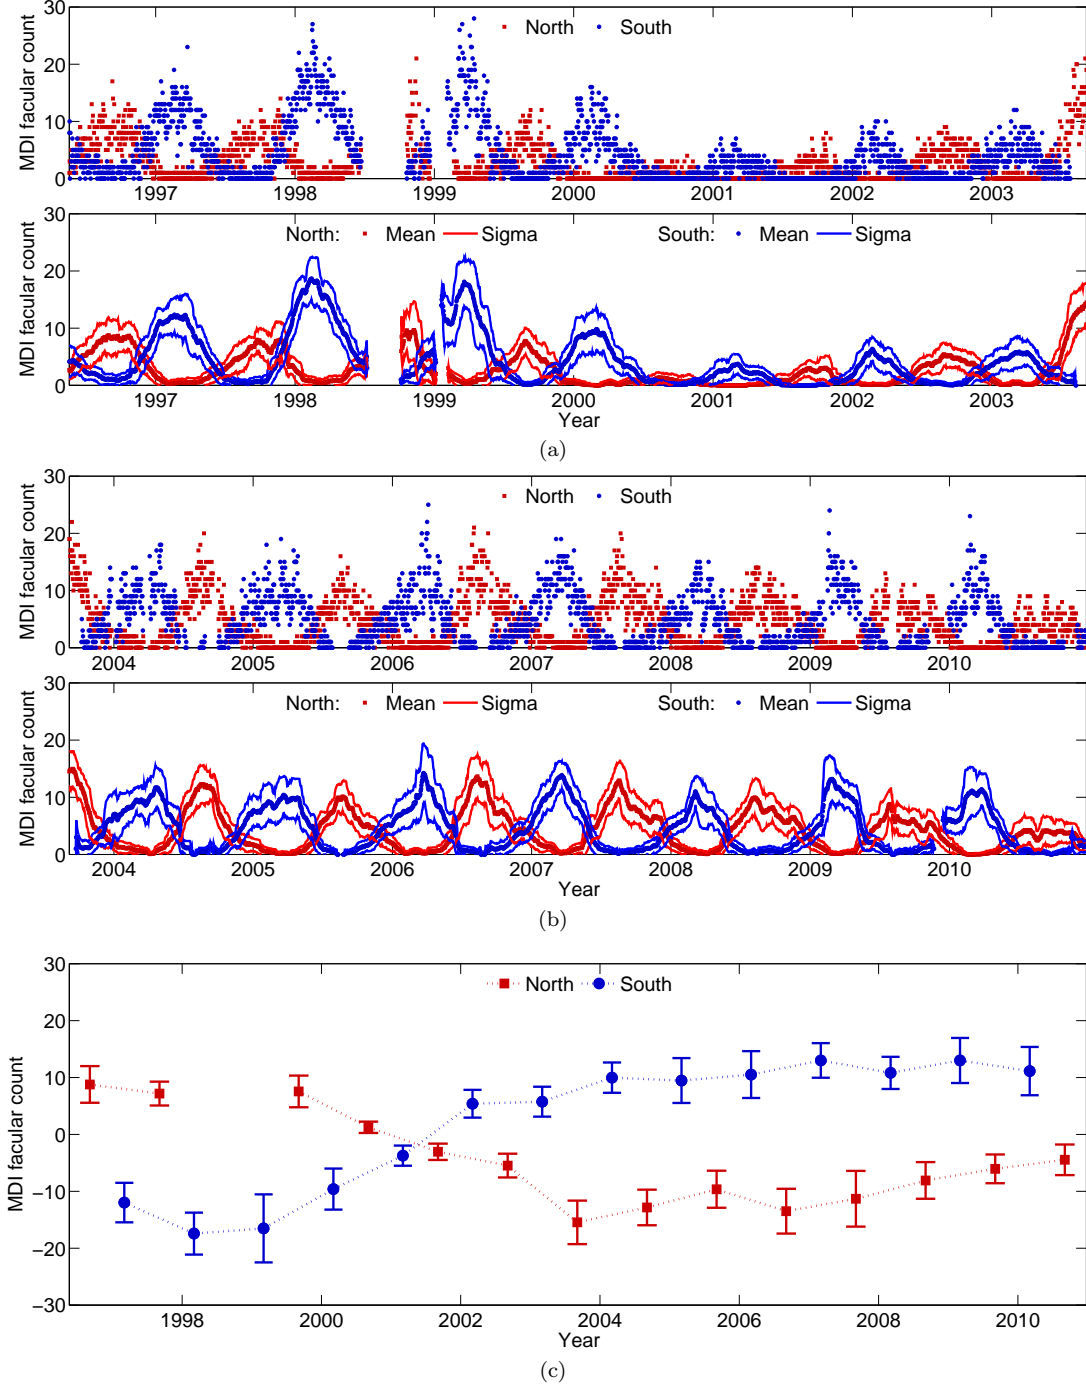 30
20
10
0
MDI facular count
North South
1997 1998 1999 2000 2001 2002 2003
30
20
10
0
MDI facular count
North: Mean Sigma South: Mean Sigma
1997 1998 1999 2000 2001 2002 2003
Year
(a)
30
20
10
0
MDI facular count
North South
2004 2005 2006 2007 2008 2009 2010
30
20
10
0
MDI facular count
North: Mean Sigma South: Mean Sigma
2004 2005 2006 2007 2008 2009 2010
Year
(b)
30
20
10
0
−10
−20
−30
MDI facular count
North South
1998 2000 2002 2004 2006 2008 2010
Year
(c)